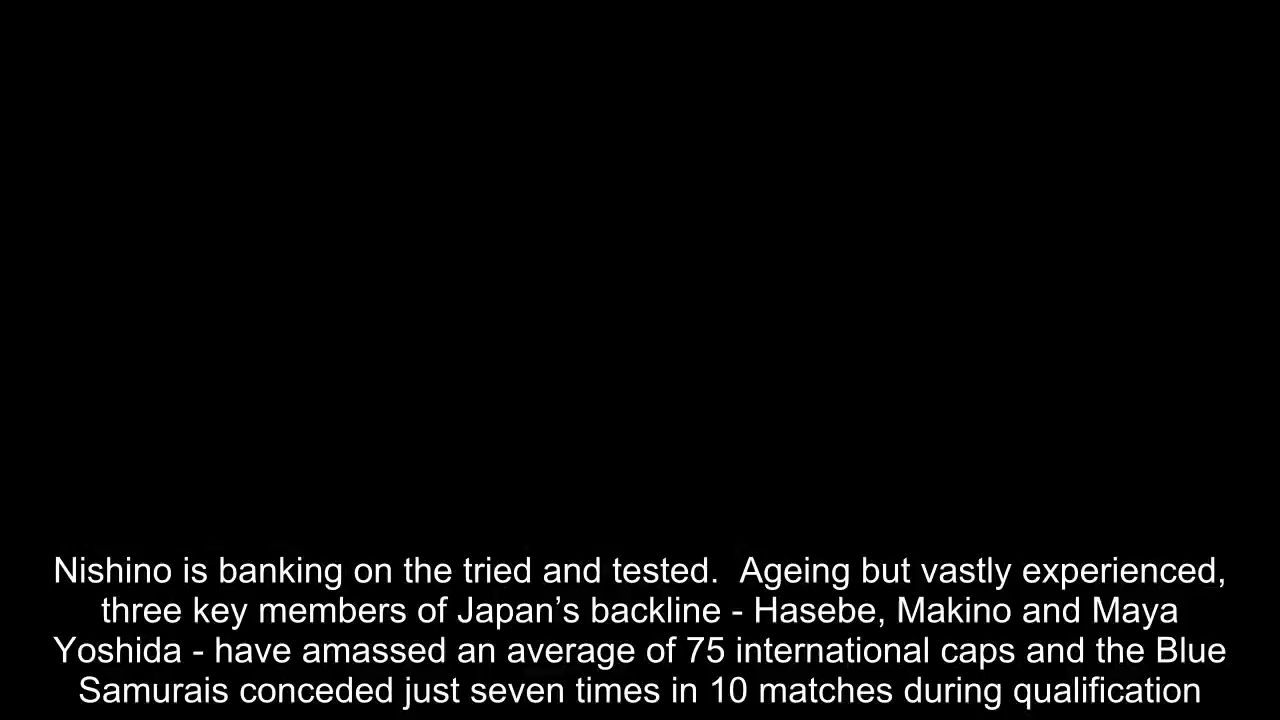 Nishino is banking on the tried and tested.  Ageing but vastly experienced,
three key members of Japan’s backline - Hasebe, Makino and Maya
Yoshida - have amassed an average of 75 international caps and the Blue
Samurais conceded just seven times in 10 matches during qualification